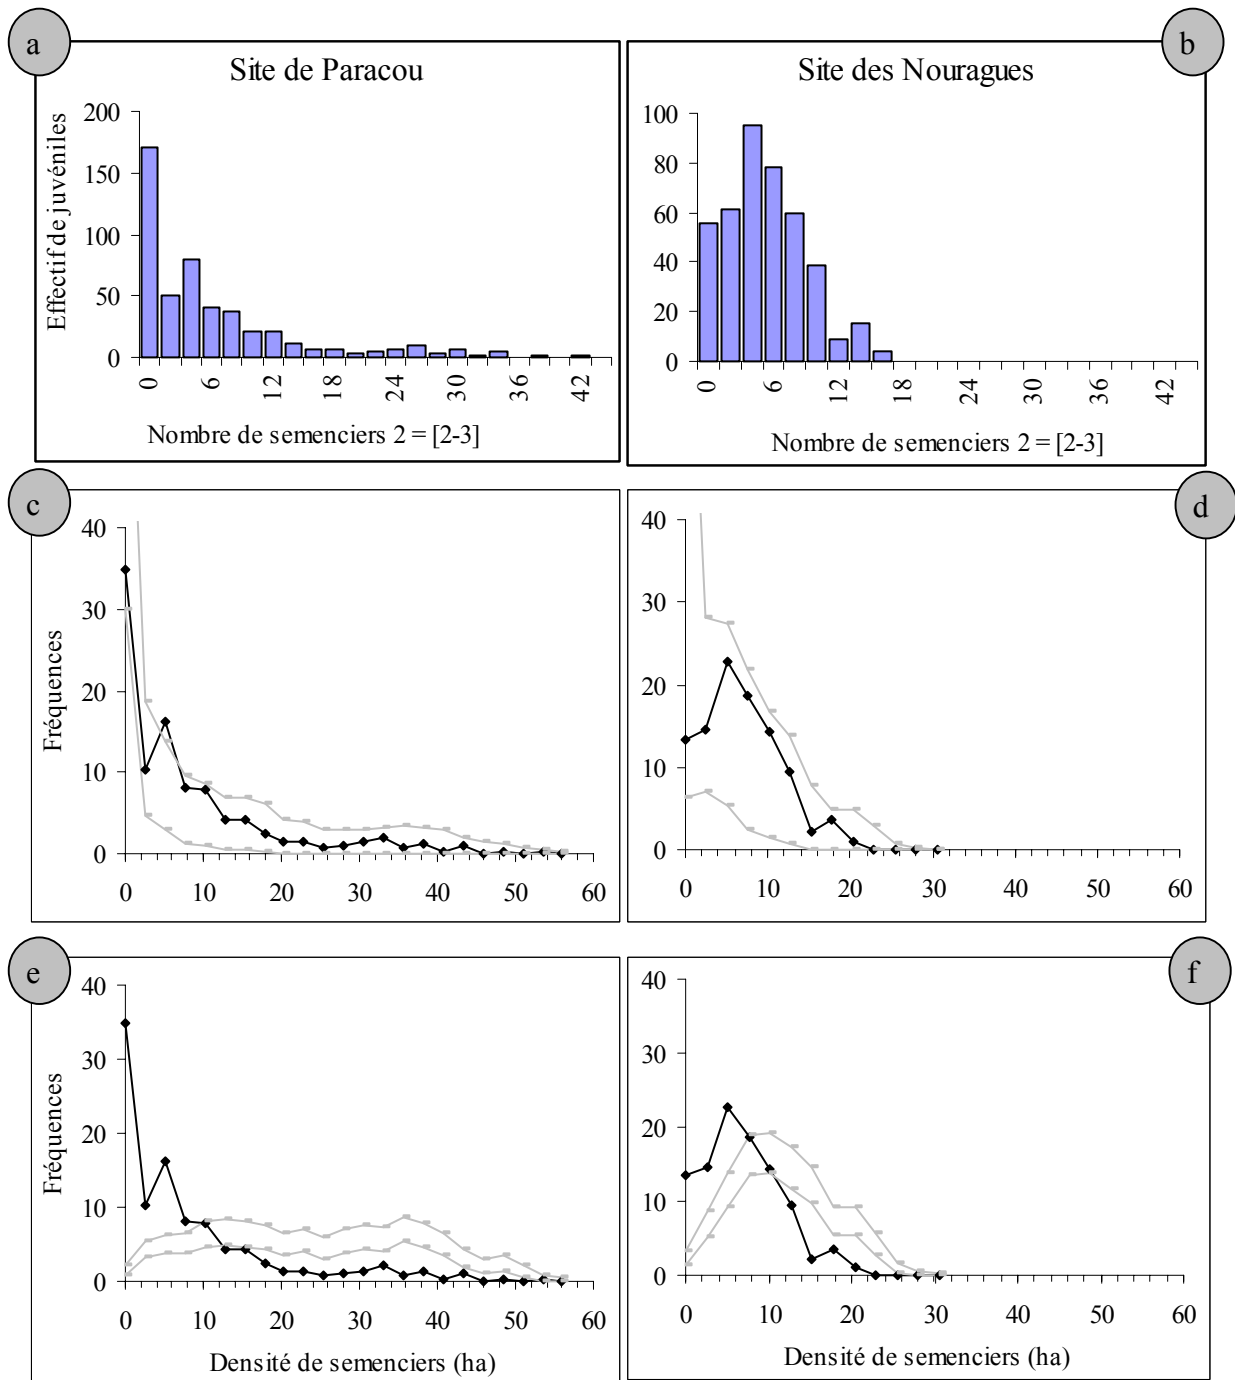 a
b
Site de Paracou
Site des Nouragues
Effectif de juvéniles
200
150
100
50
0
0 6 12 18 24 30 36 42
Nombre de semenciers 2 = [2-3]
100
80
60
40
20
0
0 6 12 18 24 30 36 42
Nombre de semenciers 2 = [2-3]
c
d
Fréquences
40
30
20
10
0
0 10 20 30 40 50 60
40
30
20
10
0
0 10 20 30 40 50 60
e
f
Fréquences
40
30
20
10
0
0 10 20 30 40 50 60
Densité de semenciers (ha)
40
30
20
10
0
0 10 20 30 40 50 60
Densité de semenciers (ha)